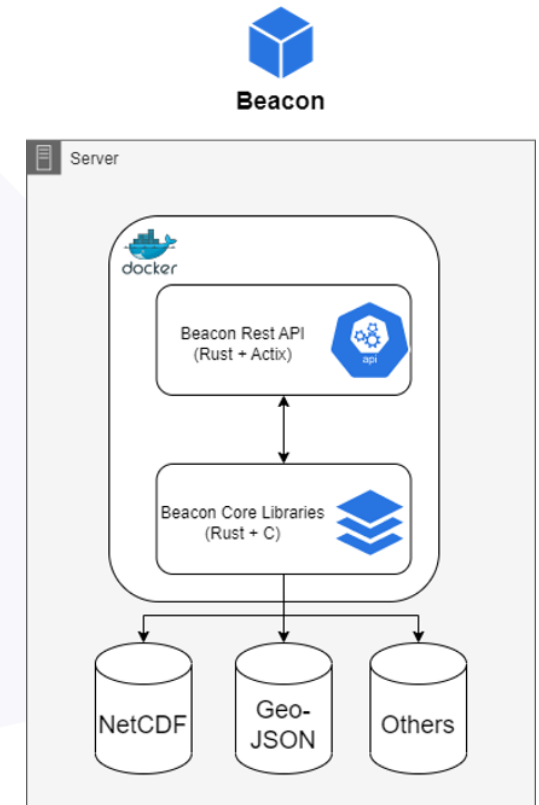 Beacon
Server
docker
Beacon Rest API
(Rust + Actix)
api
Beacon Core Libraries
(Rust + C)
NetCDF
Geo-
JSON
Others